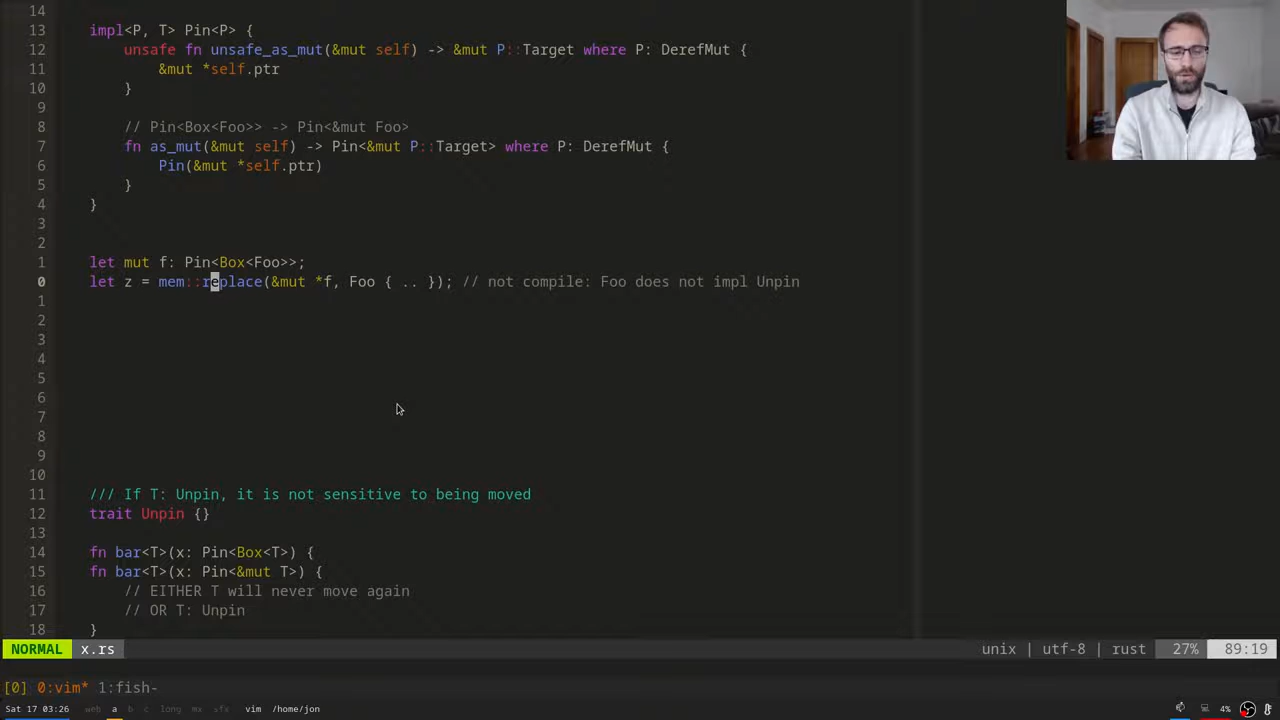 14
13 impl<P, T> Pin<P> {
12 unsafe fn unsafe_as_mut(&mut self) -> &mut P::Target where P: DerefMut {
11 &mut *self.ptr
10 }
9
8 // Pin<Box<Foo>> -> Pin<&mut Foo>
7 fn as_mut(&mut self) -> Pin<&mut P::Target> where P: DerefMut {
6 Pin(&mut *self.ptr)
5 }
4 }
3
2
1 let mut f: Pin<Box<Foo>>;
0 let z = mem::replace(&mut *f, Foo { .. }); // not compile: Foo does not impl Unpin
1
2
3
4
5
6
7
8
9
10
11 /// If T: Unpin, it is not sensitive to being moved
12 trait Unpin {}
13
14 fn bar<T>(x: Pin<Box<T>) {
15 fn bar<T>(x: Pin<&mut T>) {
16 // EITHER T will never move again
17 // OR T: Unpin
18 }
NORMAL x.rs unix | utf-8 | rust 27% 89:19
[0] 0:vim* 1:fish-
Sat 17 03:26 web a b c long mx sfx vim /home/jon 4%